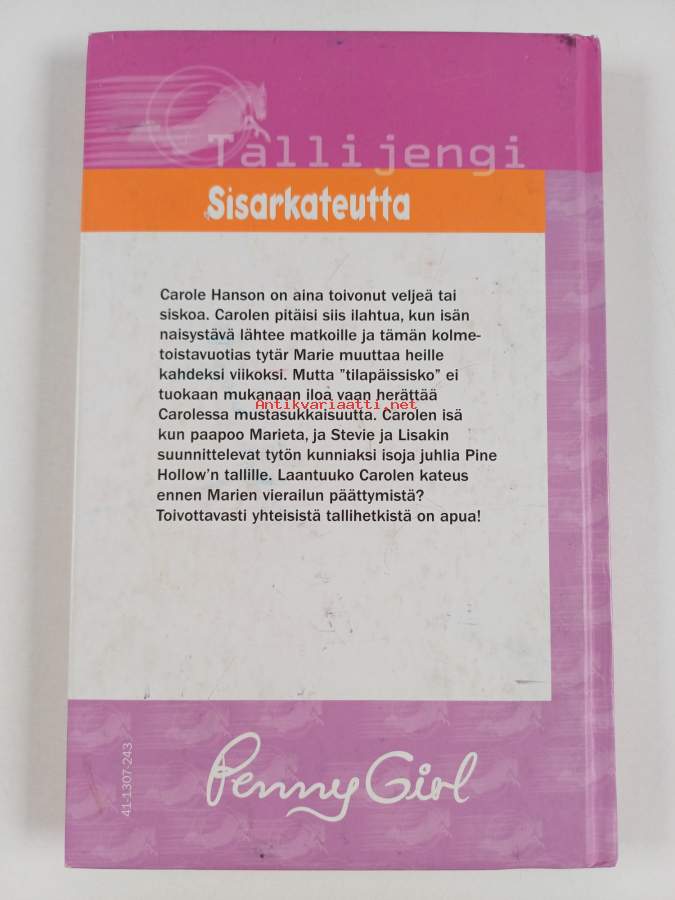 Tallijengi
Sisarkateutta
Carole Hanson on aina toivonut veljeä tai
siskoa. Carolen pitäisi siis ilahtua, kun isän
naisystävä lähtee matkoille ja tämän kolme-
toistavuotias tytär Marie muuttaa heille
kahdeksi viikoksi. Mutta "tilapäissisko" ei
tuokaan mukanaan iloa vaan herättää
Antikvariaatti.net
Carolessa mustasukkaisuutta. Carolen isä
kun paapoo Marieta, ja Stevie ja Lisakin
suunnittelevat tytön kunniaksi isoja juhlia Pine
Hollow'n tallille. Laantuuko Carolen kateus
ennen Marien vierailun päättymistä?
Toivottavasti yhteisistä tallihetkistä on apua!
41-1307-243
Penny Girl